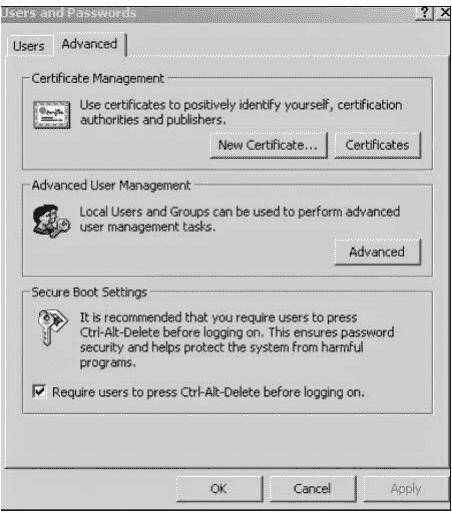 Users and Passwords
Users
Advanced
Certificate Management
Use certificates to positively identify yourself, certification
authorities and publishers.
New Certificate...
Certificates
Advanced User Management
Local Users and Groups can be used to perform advanced
user management tasks.
Advanced
Secure Boot Settings
It is recommended that you require users to press
Ctrl-Alt-Delete before logging on. This ensures password
security and helps protect the system from harmful
programs.
Require users to press Ctrl-Alt-Delete before logging on.
OK
Cancel
Apply